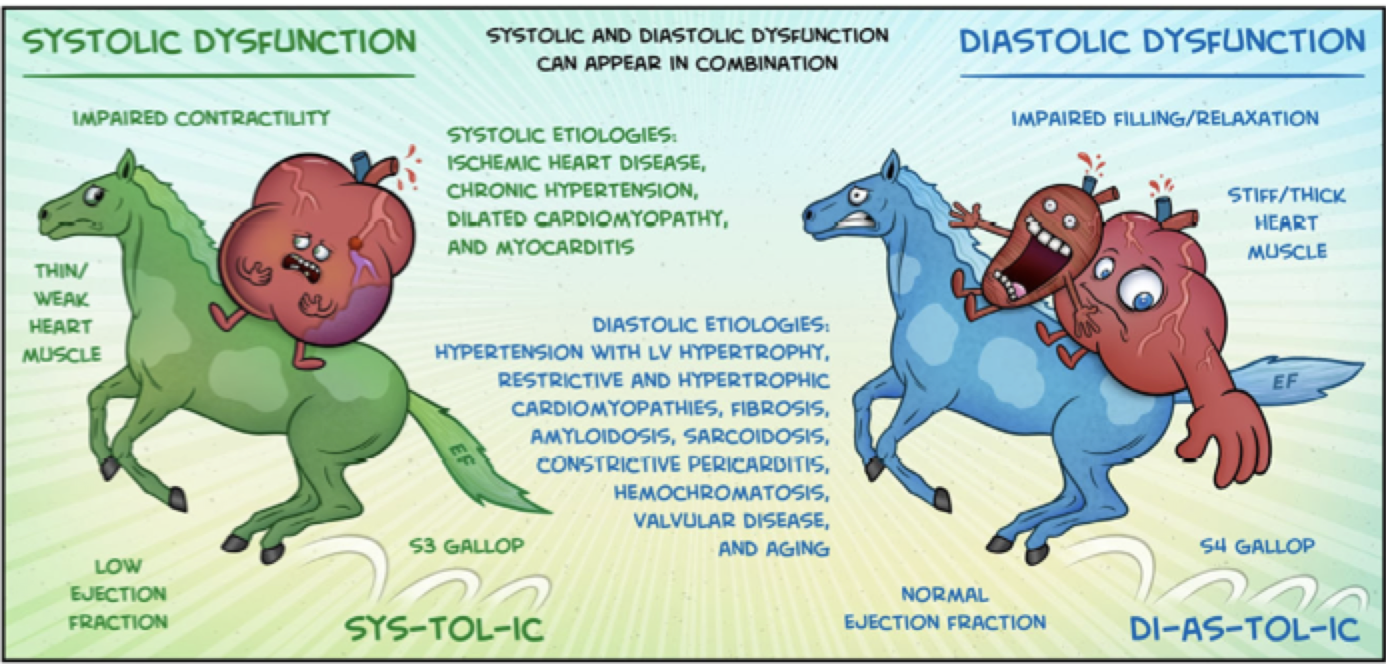 SYSTOLIC DYSFUNCTION
IMPAIRED CONTRACTILITY
THIN/
WEAK
HEART
MUSCLE
LOW
EJECTION
FRACTION
EF
S3 GALLOP
SYS-TOL-IC
SYSTOLIC AND DIASTOLIC DYSFUNCTION
CAN APPEAR IN COMBINATION
SYSTOLIC ETIOLOGIES:
ISCHEMIC HEART DISEASE,
CHRONIC HYPERTENSION,
DILATED CARDIOMYOPATHY,
AND MYOCARDITIS
DIASTOLIC ETIOLOGIES:
HYPERTENSION WITH LV HYPERTROPHY,
RESTRICTIVE AND HYPERTROPHIC
CARDIOMYOPATHIES, FIBROSIS,
AMYLOIDOSIS, SARCOIDOSIS,
CONSTRICTIVE PERICARDITIS,
HEMOCHROMATOSIS,
VALVULAR DISEASE,
AND AGING
DIASTOLIC DYSFUNCTION
IMPAIRED FILLING/RELAXATION
STIFF/THICK
HEART
MUSCLE
EF
S4 GALLOP
NORMAL
EJECTION FRACTION
DI-AS-TOL-IC